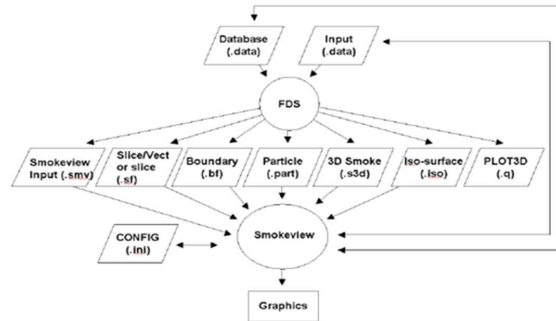 Database
(.data)
Input
(.data)
FDS
Smokeview
Input (.smv)
Slice/Vect
or slice
(.sf)
Boundary
(.bf)
Particle
(.part)
3D Smoke
(.s3d)
Iso-surface
(.iso)
PLOT3D
(.q)
CONFIG
(.ini)
Smokeview
Graphics